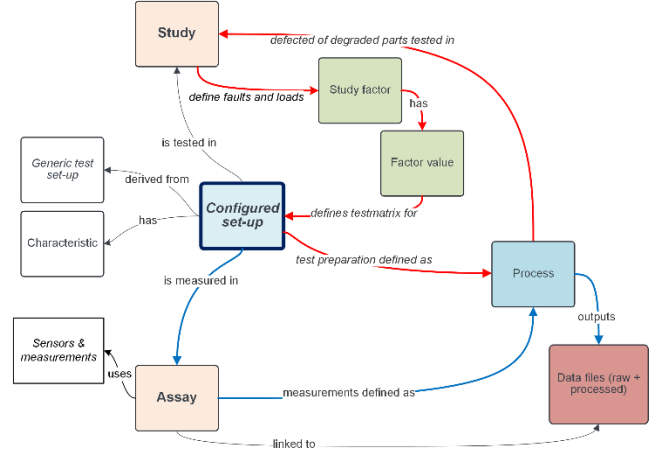 Study
defected of degraded parts tested in
define faults and loads
Study factor
has
is tested in
Factor value
Generic test
set-up
derived from
Configured
set-up
defines testmatrix for
has
Characteristic
test preparation defined as
Process
is measured in
outputs
Sensors &
measurements
uses
Assay
measurements defined as
Data files (raw +
processed)
linked to